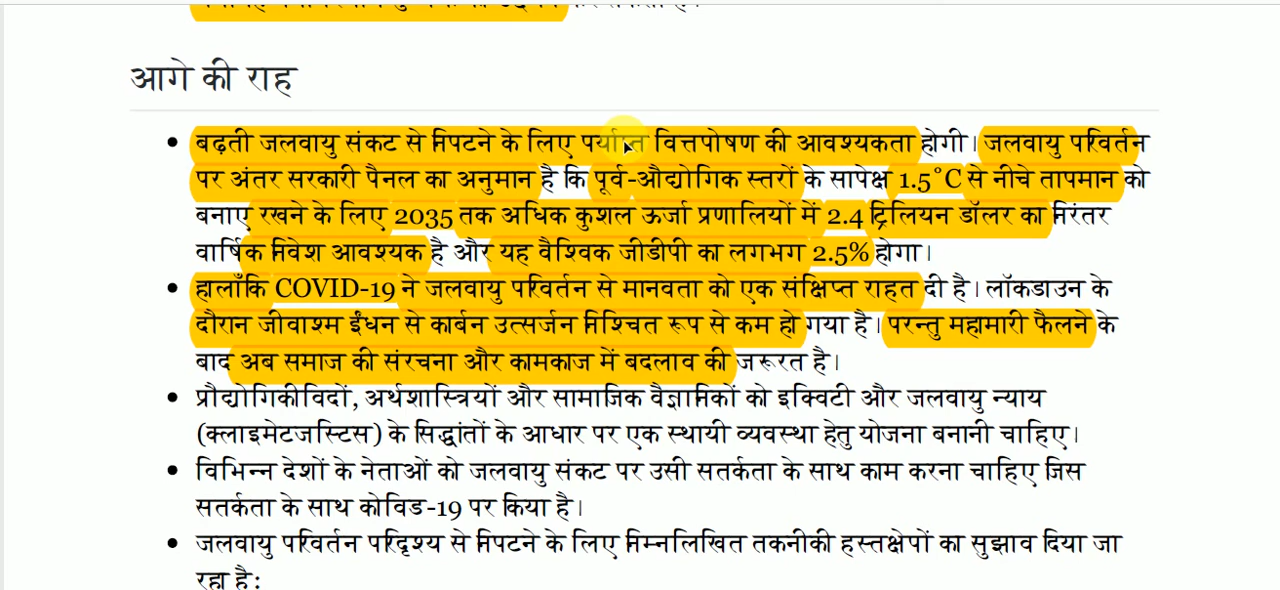 आगे की राह
बढ़ती जलवायु संकट से निपटने के लिए पर्याप्त वित्तपोषण की आवश्यकता होगी। जलवायु परिवर्तन
पर अंतर सरकारी पैनल का अनुमान है कि पूर्व-औद्योगिक स्तरों के सापेक्ष 1.5°C से नीचे तापमान को
बनाए रखने के लिए 2035 तक अधिक कुशल ऊर्जा प्रणालियों में 2.4 ट्रिलियन डॉलर का निरंतर
वार्षिक निवेश आवश्यक है और यह वैश्विक जीडीपी का लगभग 2.5% होगा।
हालाँकि COVID-19 ने जलवायु परिवर्तन से मानवता को एक संक्षिप्त राहत दी है। लॉकडाउन के
दौरान जीवाश्म ईंधन से कार्बन उत्सर्जन निश्चित रूप से कम हो गया है। परन्तु महामारी फैलने के
बाद अब समाज की संरचना और कामकाज में बदलाव की जरूरत है।
प्रौद्योगिकीविदों, अर्थशास्त्रियों और सामाजिक वैज्ञानिकों को इक्विटी और जलवायु न्याय
(क्लाइमेटजस्टिस) के सिद्धांतों के आधार पर एक स्थायी व्यवस्था हेतु योजना बनानी चाहिए।
विभिन्न देशों के नेताओं को जलवायु संकट पर उसी सतर्कता के साथ काम करना चाहिए जिस
सतर्कता के साथ कोविड-19 पर किया है।
जलवायु परिवर्तन परिदृश्य से निपटने के लिए निम्नलिखित तकनीकी हस्तक्षेपों का सुझाव दिया जा
रहा है: